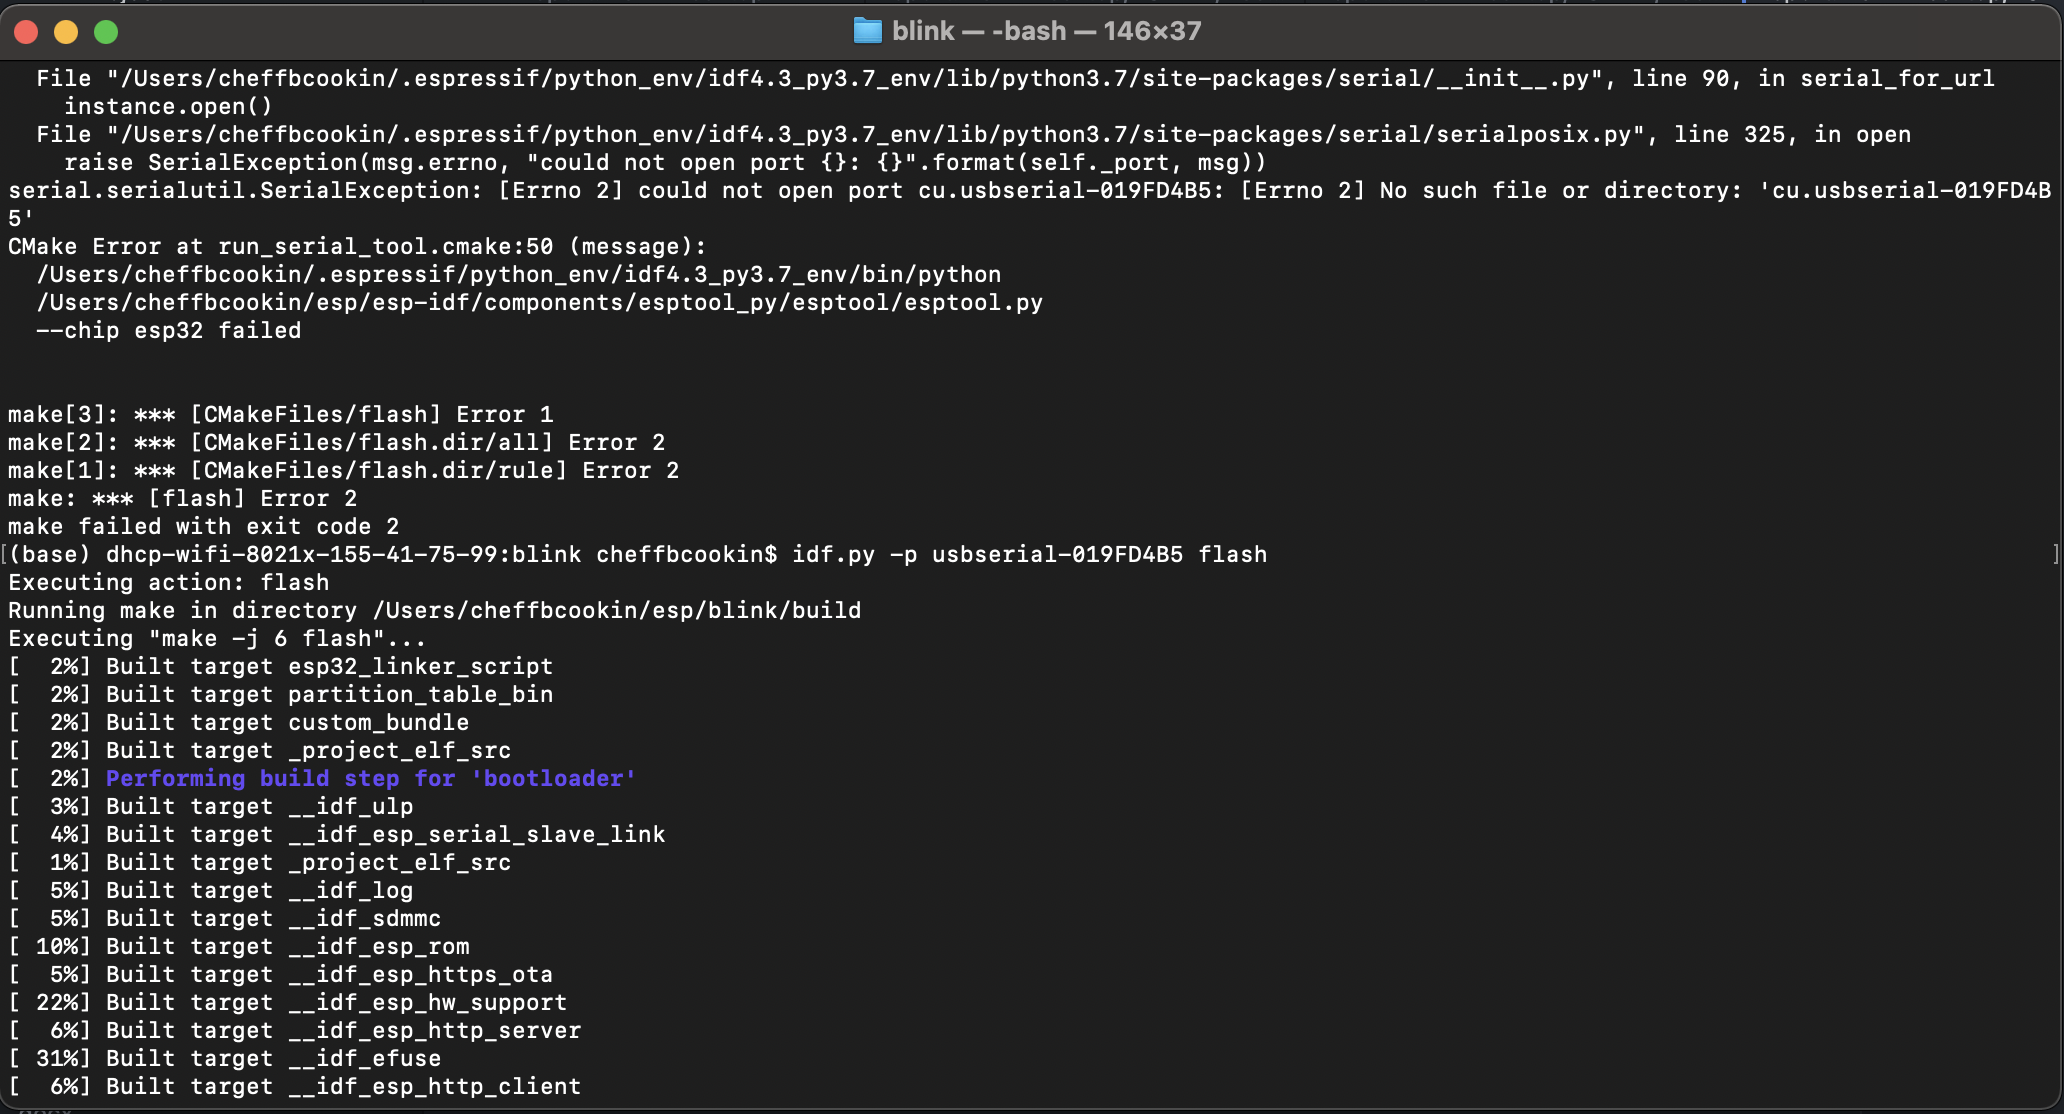 blink — -bash — 146×37
  File "/Users/cheffbcookin/.espressif/python_env/idf4.3_py3.7_env/lib/python3.7/site-packages/serial/__init__.py", line 90, in serial_for_url
    instance.open()
  File "/Users/cheffbcookin/.espressif/python_env/idf4.3_py3.7_env/lib/python3.7/site-packages/serial/serialposix.py", line 325, in open
    raise SerialException(msg.errno, "could not open port {}: {}".format(self._port, msg))
serial.serialutil.SerialException: [Errno 2] could not open port cu.usbserial-019FD4B5: [Errno 2] No such file or directory: 'cu.usbserial-019FD4B
5'
CMake Error at run_serial_tool.cmake:50 (message):
  /Users/cheffbcookin/.espressif/python_env/idf4.3_py3.7_env/bin/python
  /Users/cheffbcookin/esp/esp-idf/components/esptool_py/esptool/esptool.py
  --chip esp32 failed
make[3]: *** [CMakeFiles/flash] Error 1
make[2]: *** [CMakeFiles/flash.dir/all] Error 2
make[1]: *** [CMakeFiles/flash.dir/rule] Error 2
make: *** [flash] Error 2
make failed with exit code 2
[(base) dhcp-wifi-8021x-155-41-75-99:blink cheffbcookin$ idf.py -p usbserial-019FD4B5 flash ]
Executing action: flash
Running make in directory /Users/cheffbcookin/esp/blink/build
Executing "make -j 6 flash"...
[  2%] Built target esp32_linker_script
[  2%] Built target partition_table_bin
[  2%] Built target custom_bundle
[  2%] Built target _project_elf_src
[  2%] Performing build step for 'bootloader'
[  3%] Built target __idf_ulp
[  4%] Built target __idf_esp_serial_slave_link
[  1%] Built target _project_elf_src
[  5%] Built target __idf_log
[  5%] Built target __idf_sdmmc
[ 10%] Built target __idf_esp_rom
[  5%] Built target __idf_esp_https_ota
[ 22%] Built target __idf_esp_hw_support
[  6%] Built target __idf_esp_http_server
[ 31%] Built target __idf_efuse
[  6%] Built target __idf_esp_http_client